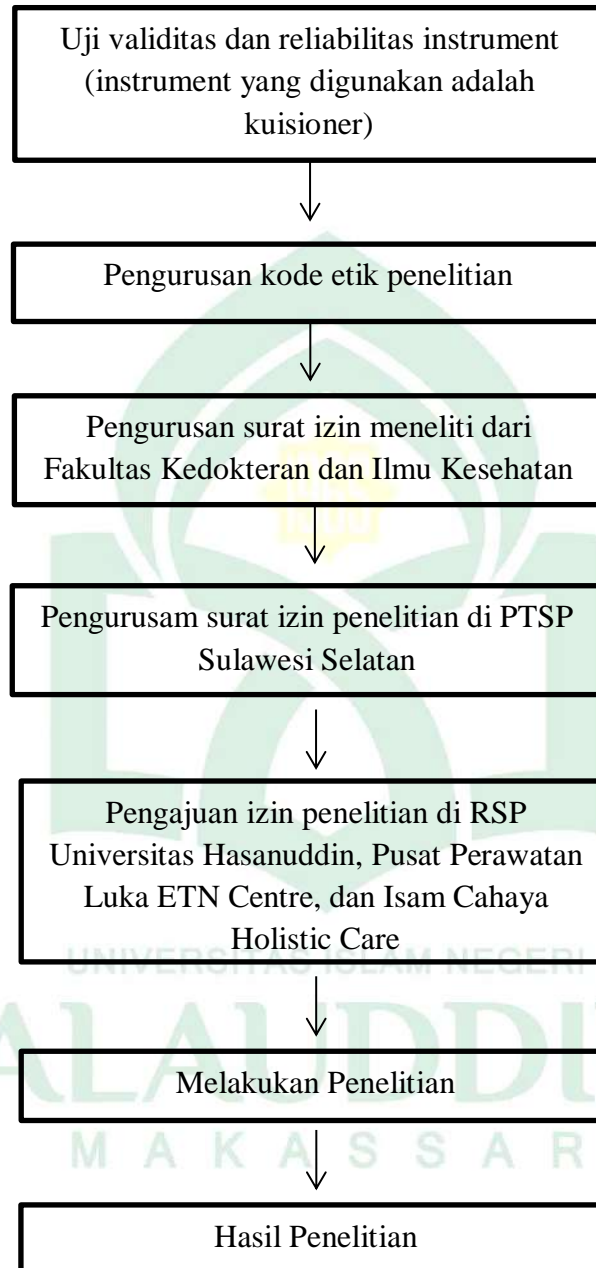 Uji validitas dan reliabilitas instrument
(instrument yang digunakan adalah
kuisioner)
Pengurusan kode etik penelitian
Pengurusan surat izin meneliti dari
Fakultas Kedokteran dan Ilmu Kesehatan
Pengurusam surat izin penelitian di PTSP
Sulawesi Selatan
Pengajuan izin penelitian di RSP
Universitas Hasanuddin, Pusat Perawatan
Luka ETN Centre, dan Isam Cahaya
Holistic Care
UNIVERSITAS ISLAM NEGERI
ALAUDDI
Melakukan Penelitian
MAKASSAR
Hasil Penelitian